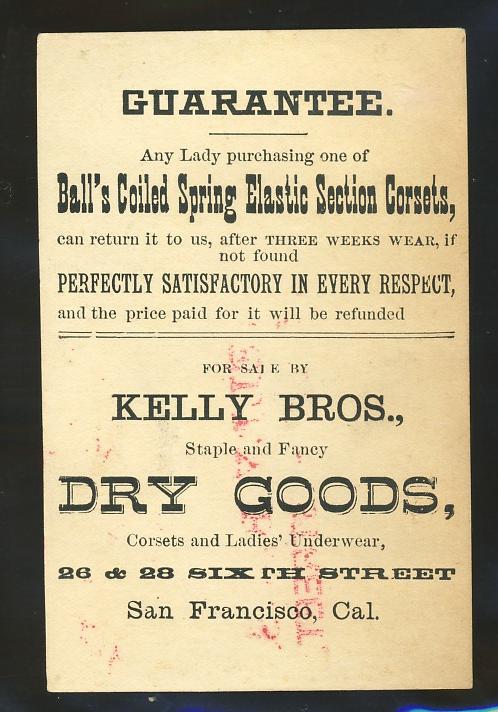 GUARANTEE.
Any Lady purchasing one of
Ball's Coiled Spring Elastic Section Corsets,
can return it to us, after THREE WEEKS WEAR, if
not found
PERFECTLY SATISFACTORY IN EVERY RESPECT,
and the price paid for it will be refunded
FOR SALE BY
KELLY BROS.,
Staple and Fancy
DRY GOODS,
Corsets and Ladies' Underwear,
26 & 28 SIXTH STREET
San Francisco, Cal.